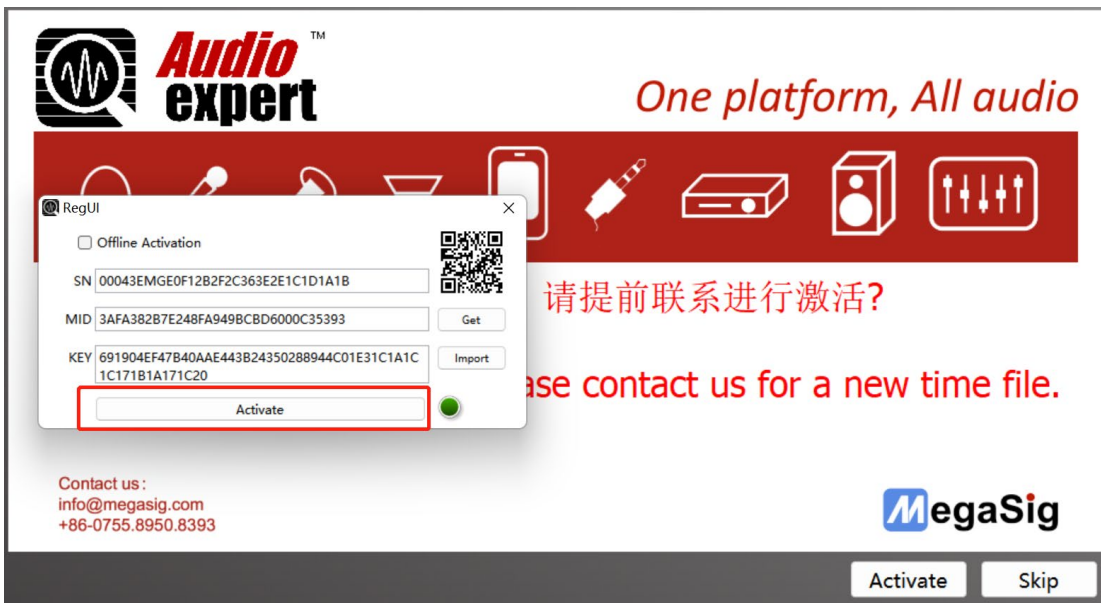 Audio™
expert
One platform, All audio
RegUI
Offline Activation
SN 00043EMGE0F12B2F2C363E2E1C1D1A1B
MID 3AFA382B7E248FA949BCBD6000C35393
Get
KEY 691904EF47B40AAE443B24350288944C01E31C1A1C
1C171B1A171C20
Import
Activate
请提前联系进行激活?
ase contact us for a new time file.
Contact us:
info@megasig.com
+86-0755.8950.8393
MegaSig
Activate
Skip